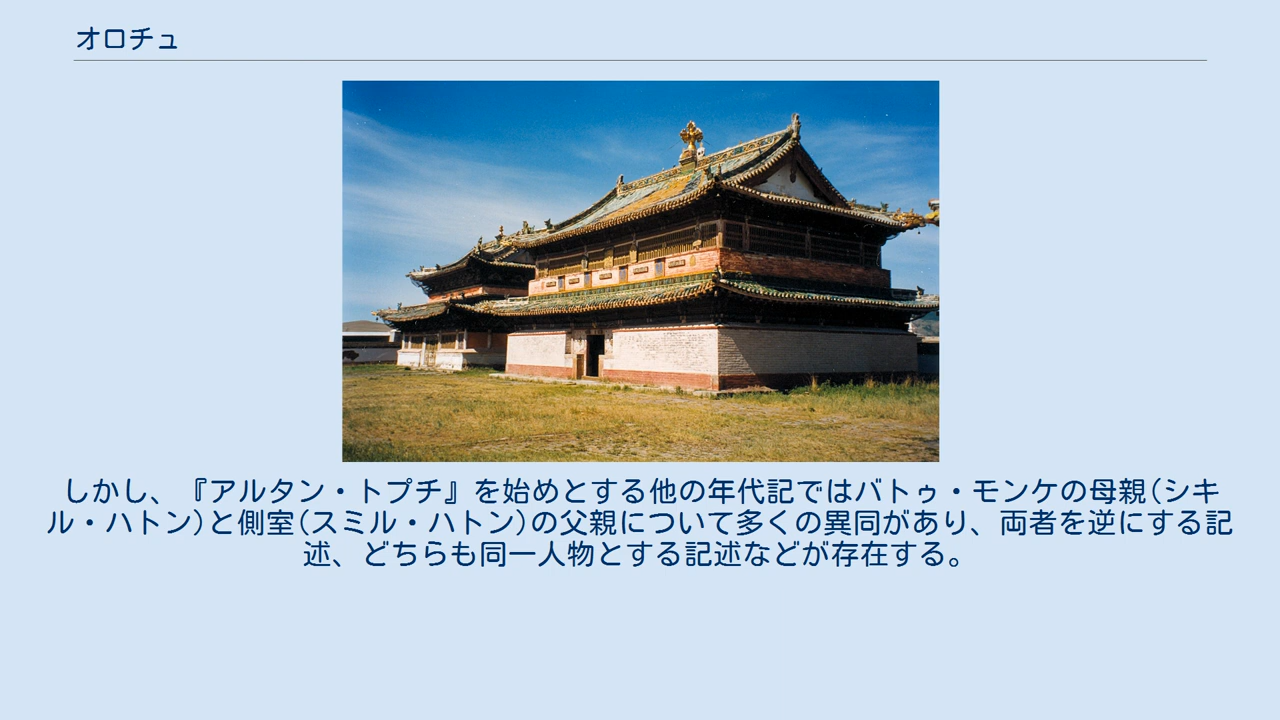 オロチュ
しかし、『アルタン・トプチ』を始めとする他の年代記ではバトゥ・モンケの母親(シキ
ル・ハトン)と側室(スミル・ハトン)の父親について多くの異同があり、両者を逆にする記
述、どちらも同一人物とする記述などが存在する。